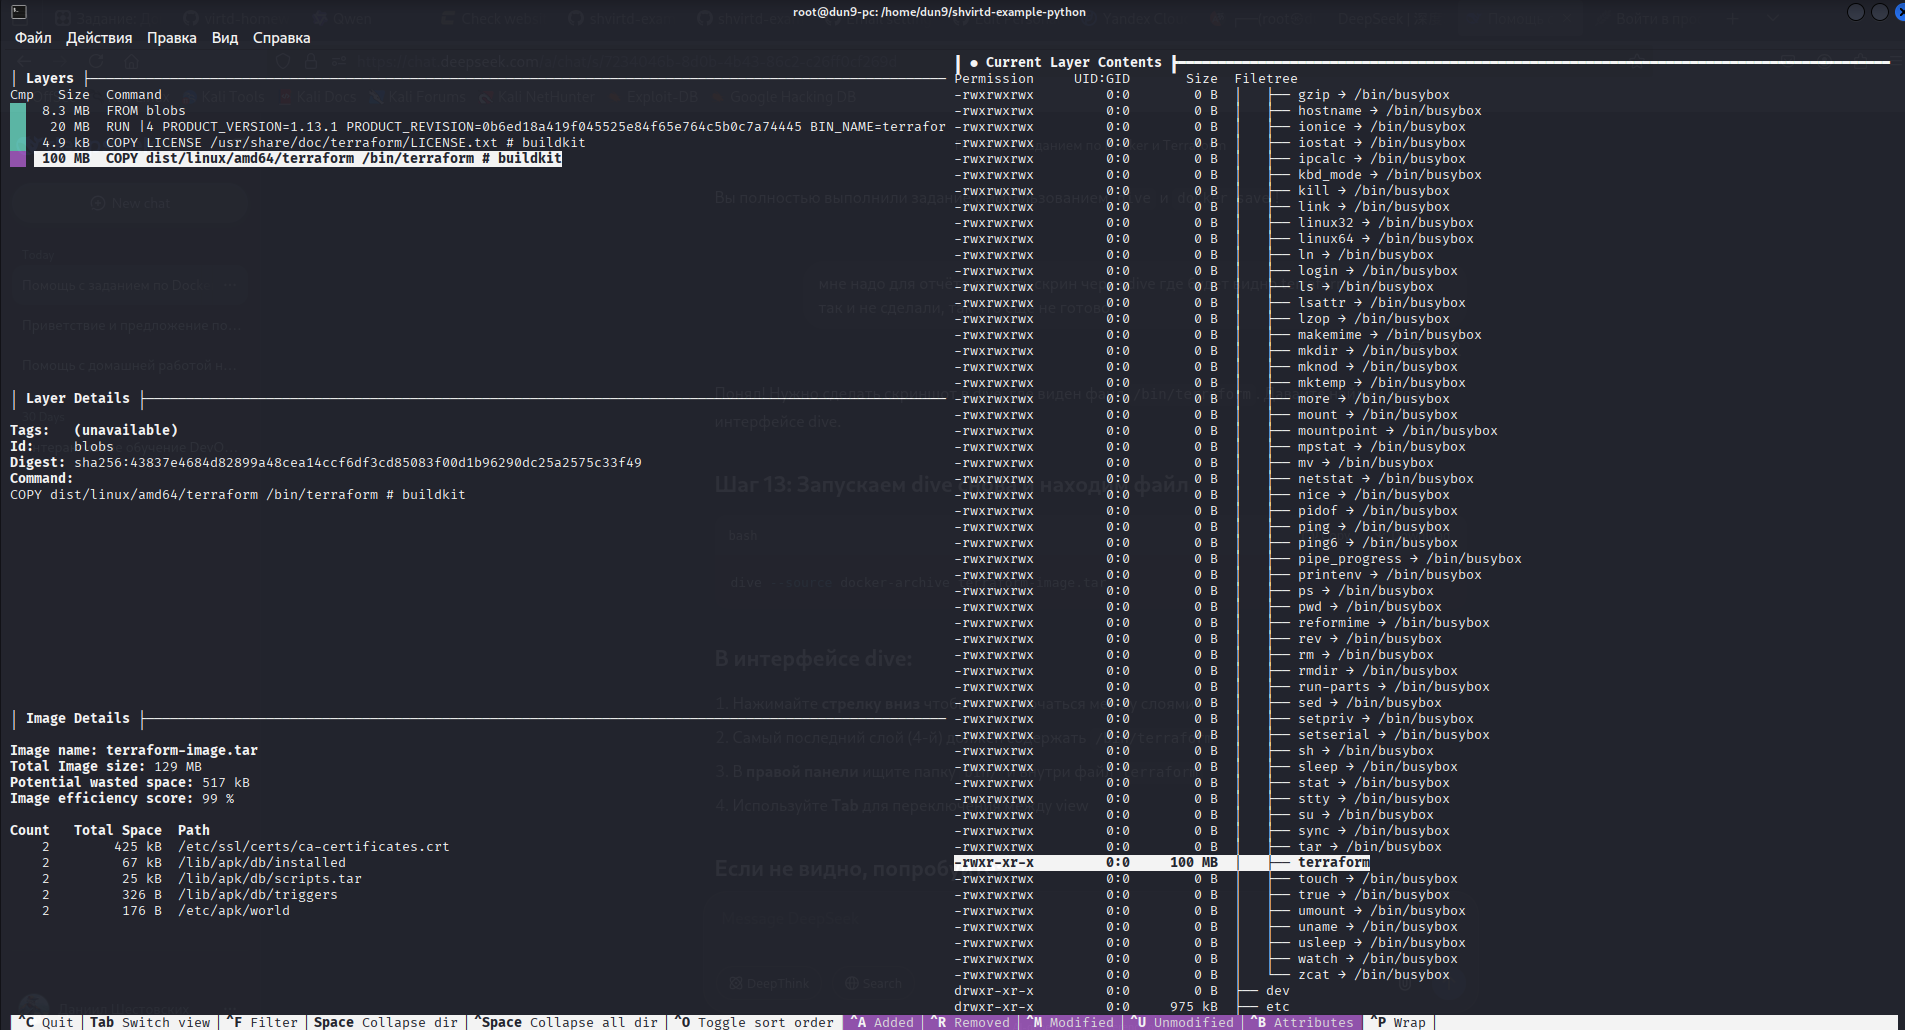 root@dun9-pc: /home/dun9/shvirtd-example-python
Файл Действия Правка Вид Справка
Layers
Cmp Size Command
8.3 MB FROM blobs
20 MB RUN |4 PRODUCT_VERSION=1.13.1 PRODUCT_REVISION=0b6ed18a419f045525e84f65e764c5b0c7a74445 BIN_NAME=terrafor
4.9 kB COPY LICENSE /usr/share/doc/terraform/LICENSE.txt # buildkit
100 MB COPY dist/linux/amd64/terraform /bin/terraform # buildkit
Layer Details
Tags: (unavailable)
Id: blobs
Digest: sha256:43837e4684d82899a48cea14ccf6df3cd85083f00d1b96290dc25a2575c33f49
Command:
COPY dist/linux/amd64/terraform /bin/terraform # buildkit
Image Details
Image name: terraform-image.tar
Total Image size: 129 MB
Potential wasted space: 517 kB
Image efficiency score: 99 %
Count Total Space Path
2 425 kB /etc/ssl/certs/ca-certificates.crt
2 67 kB /lib/apk/db/installed
2 25 kB /lib/apk/db/scripts.tar
2 326 B /lib/apk/db/triggers
2 176 B /etc/apk/world
● Current Layer Contents
Permission UID:GID Size Filetree
-rwxrwxrwx 0:0 0 B │ ├── gzip → /bin/busybox
-rwxrwxrwx 0:0 0 B │ ├── hostname → /bin/busybox
-rwxrwxrwx 0:0 0 B │ ├── ionice → /bin/busybox
-rwxrwxrwx 0:0 0 B │ ├── iostat → /bin/busybox
-rwxrwxrwx 0:0 0 B │ ├── ipcalc → /bin/busybox
-rwxrwxrwx 0:0 0 B │ ├── kbd_mode → /bin/busybox
-rwxrwxrwx 0:0 0 B │ ├── kill → /bin/busybox
-rwxrwxrwx 0:0 0 B │ ├── link → /bin/busybox
-rwxrwxrwx 0:0 0 B │ ├── linux32 → /bin/busybox
-rwxrwxrwx 0:0 0 B │ ├── linux64 → /bin/busybox
-rwxrwxrwx 0:0 0 B │ ├── ln → /bin/busybox
-rwxrwxrwx 0:0 0 B │ ├── login → /bin/busybox
-rwxrwxrwx 0:0 0 B │ ├── ls → /bin/busybox
-rwxrwxrwx 0:0 0 B │ ├── lsattr → /bin/busybox
-rwxrwxrwx 0:0 0 B │ ├── lzop → /bin/busybox
-rwxrwxrwx 0:0 0 B │ ├── makemime → /bin/busybox
-rwxrwxrwx 0:0 0 B │ ├── mkdir → /bin/busybox
-rwxrwxrwx 0:0 0 B │ ├── mknod → /bin/busybox
-rwxrwxrwx 0:0 0 B │ ├── mktemp → /bin/busybox
-rwxrwxrwx 0:0 0 B │ ├── more → /bin/busybox
-rwxrwxrwx 0:0 0 B │ ├── mount → /bin/busybox
-rwxrwxrwx 0:0 0 B │ ├── mountpoint → /bin/busybox
-rwxrwxrwx 0:0 0 B │ ├── mpstat → /bin/busybox
-rwxrwxrwx 0:0 0 B │ ├── mv → /bin/busybox
-rwxrwxrwx 0:0 0 B │ ├── netstat → /bin/busybox
-rwxrwxrwx 0:0 0 B │ ├── nice → /bin/busybox
-rwxrwxrwx 0:0 0 B │ ├── pidof → /bin/busybox
-rwxrwxrwx 0:0 0 B │ ├── ping → /bin/busybox
-rwxrwxrwx 0:0 0 B │ ├── ping6 → /bin/busybox
-rwxrwxrwx 0:0 0 B │ ├── pipe_progress → /bin/busybox
-rwxrwxrwx 0:0 0 B │ ├── printenv → /bin/busybox
-rwxrwxrwx 0:0 0 B │ ├── ps → /bin/busybox
-rwxrwxrwx 0:0 0 B │ ├── pwd → /bin/busybox
-rwxrwxrwx 0:0 0 B │ ├── reformime → /bin/busybox
-rwxrwxrwx 0:0 0 B │ ├── rev → /bin/busybox
-rwxrwxrwx 0:0 0 B │ ├── rm → /bin/busybox
-rwxrwxrwx 0:0 0 B │ ├── rmdir → /bin/busybox
-rwxrwxrwx 0:0 0 B │ ├── run-parts → /bin/busybox
-rwxrwxrwx 0:0 0 B │ ├── sed → /bin/busybox
-rwxrwxrwx 0:0 0 B │ ├── setpriv → /bin/busybox
-rwxrwxrwx 0:0 0 B │ ├── setserial → /bin/busybox
-rwxrwxrwx 0:0 0 B │ ├── sh → /bin/busybox
-rwxrwxrwx 0:0 0 B │ ├── sleep → /bin/busybox
-rwxrwxrwx 0:0 0 B │ ├── stat → /bin/busybox
-rwxrwxrwx 0:0 0 B │ ├── stty → /bin/busybox
-rwxrwxrwx 0:0 0 B │ ├── su → /bin/busybox
-rwxrwxrwx 0:0 0 B │ ├── sync → /bin/busybox
-rwxrwxrwx 0:0 0 B │ ├── tar → /bin/busybox
-rwxr-xr-x 0:0 100 MB │ ├── terraform
-rwxrwxrwx 0:0 0 B │ ├── touch → /bin/busybox
-rwxrwxrwx 0:0 0 B │ ├── true → /bin/busybox
-rwxrwxrwx 0:0 0 B │ ├── umount → /bin/busybox
-rwxrwxrwx 0:0 0 B │ ├── uname → /bin/busybox
-rwxrwxrwx 0:0 0 B │ ├── usleep → /bin/busybox
-rwxrwxrwx 0:0 0 B │ ├── watch → /bin/busybox
-rwxrwxrwx 0:0 0 B │ └── zcat → /bin/busybox
drwxr-xr-x 0:0 0 B ├── dev
drwxr-xr-x 0:0 975 kB ├── etc
^C Quit Tab Switch view ^F Filter Space Collapse dir ^Space Collapse all dir ^O Toggle sort order ^A Added ^R Removed ^M Modified ^U Unmodified ^B Attributes ^P Wrap